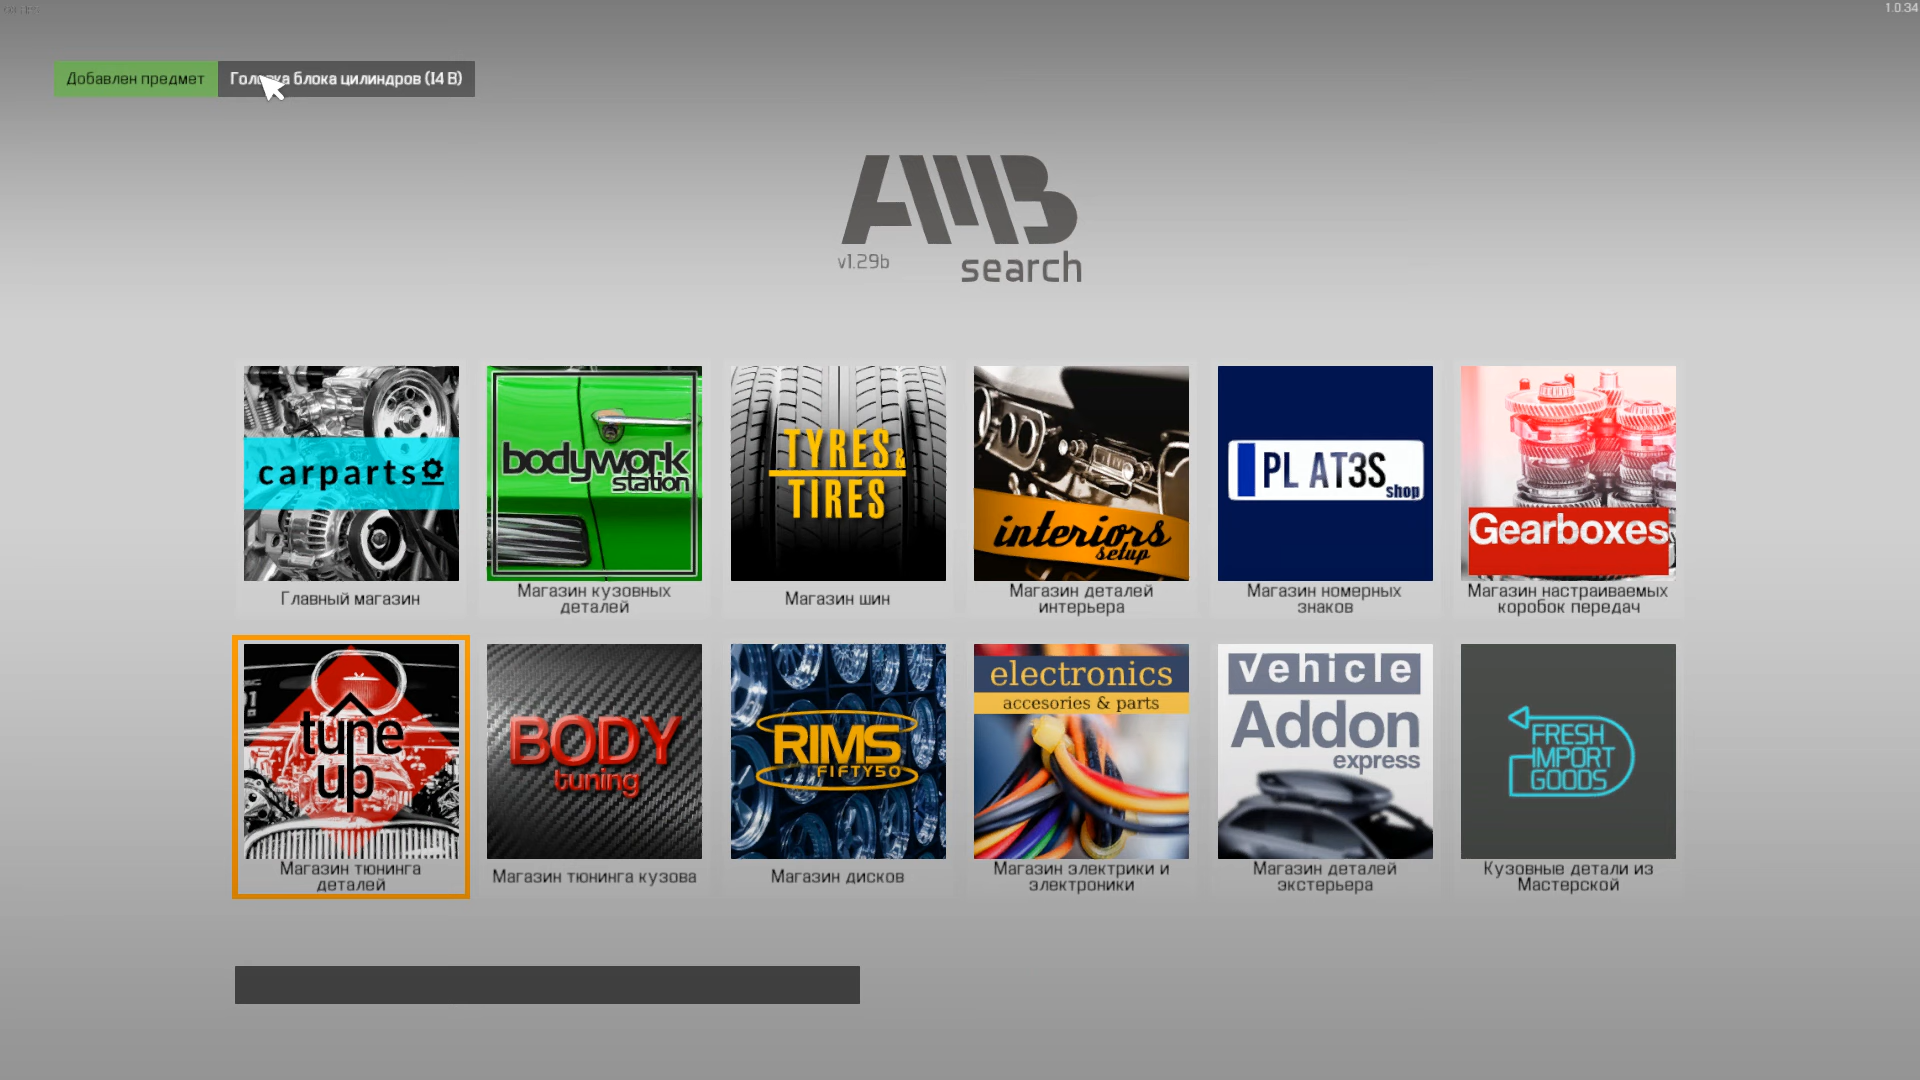 1.0.34
Добавлен предмет
Головка блока цилиндров (I4 B)
AMB
v1.29b
search
carparts
bodywork
station
TYRES &
TIRES
interiors
setup
PL AT3S
shop
Gearboxes
Главный магазин
Магазин кузовных
деталей
Магазин шин
Магазин деталей
интерьера
Магазин номерных
знаков
Магазин настраиваемых
коробок передач
tune
up
BODY
tuning
RIMS
FIFTY50
electronics
accesories & parts
vehicle
Addon
express
FRESH
IMPORT
GOODS
Магазин тюнинга
деталей
Магазин тюнинга кузова
Магазин дисков
Магазин электрики и
электроники
Магазин деталей
экстерьера
Кузовные детали из
Мастерской